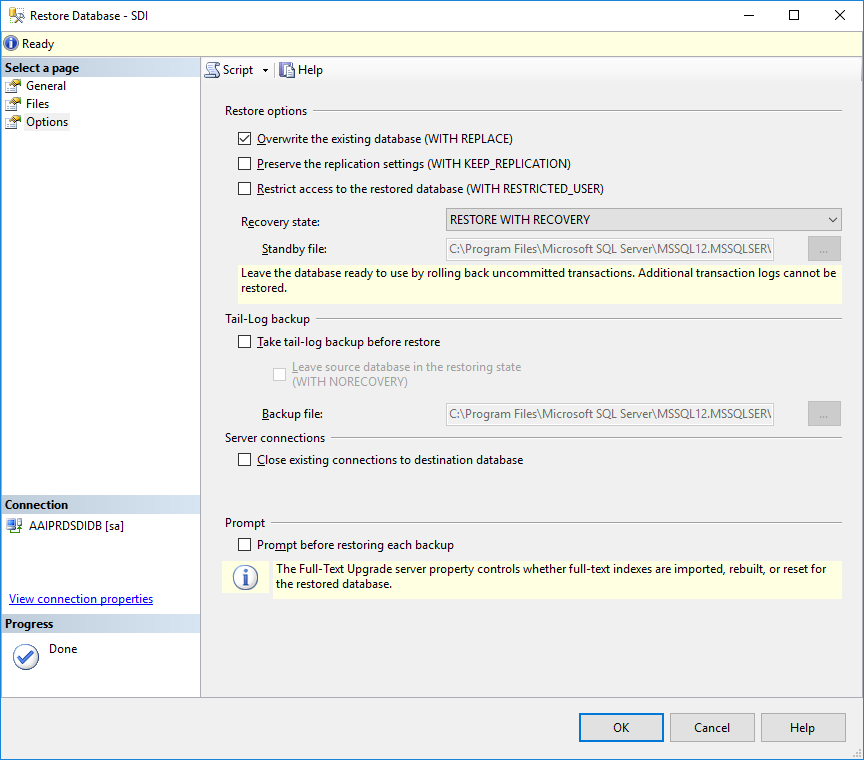 Restore Database - SDI
Ready
Select a page
General
Files
Options
Script
Help
Restore options
Overwrite the existing database (WITH REPLACE)
Preserve the replication settings (WITH KEEP_REPLICATION)
Restrict access to the restored database (WITH RESTRICTED_USER)
Recovery state:
RESTORE WITH RECOVERY
Standby file:
C:\Program Files\Microsoft SQL Server\MSSQL12.MSSQLSER\
...
Leave the database ready to use by rolling back uncommitted transactions. Additional transaction logs cannot be
restored.
Tail-Log backup
Take tail-log backup before restore
Leave source database in the restoring state
(WITH NORECOVERY)
Backup file:
C:\Program Files\Microsoft SQL Server\MSSQL12.MSSQLSER\
...
Server connections
Close existing connections to destination database
Prompt
Prompt before restoring each backup
The Full-Text Upgrade server property controls whether full-text indexes are imported, rebuilt, or reset for
the restored database.
Connection
AAIPRDSDIDB [sa]
View connection properties
Progress
Done
OK
Cancel
Help